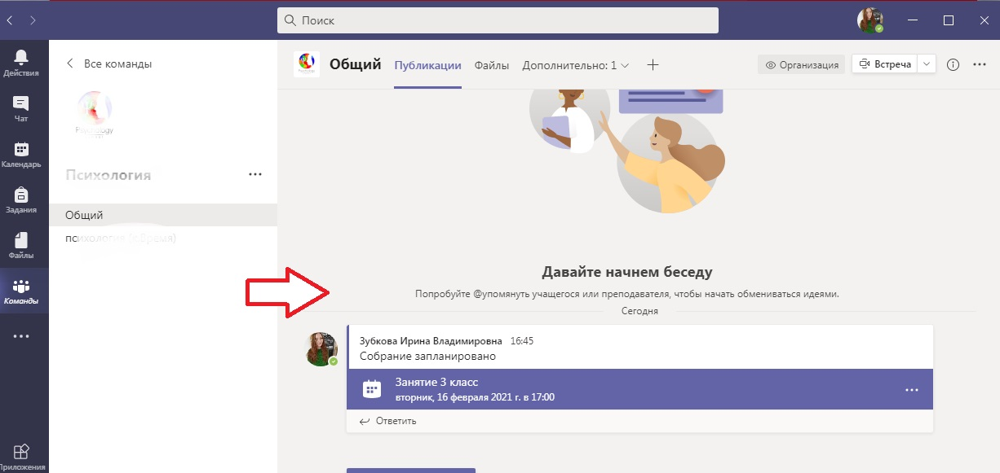 Поиск
Действия
Чат
Календарь
Задания
Файлы
Команды
Приложения
Все команды
Psychology
Психология
Общий
психология (с:Время)
Общий Публикации Файлы Дополнительно: 1
Организация Встреча
Давайте начнем беседу
Попробуйте @упомянуть учащегося или преподавателя, чтобы начать обмениваться идеями.
Сегодня
Зубкова Ирина Владимировна 16:45
Собрание запланировано
Занятие 3 класс
вторник, 16 февраля 2021 г. в 17:00
Ответить